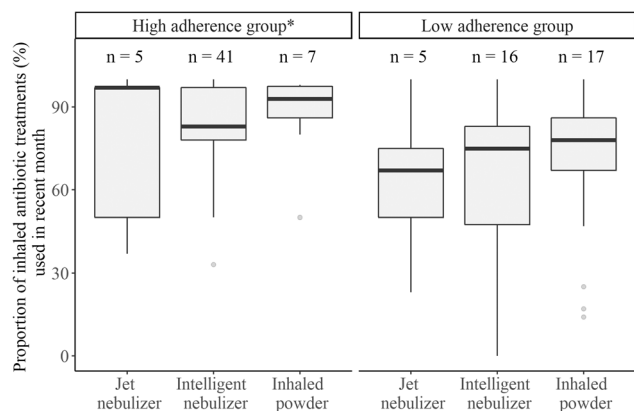 High adherence group*
Low adherence group
n = 5
n = 41
n = 7
n = 5
n = 16
n = 17
Proportion of inhaled antibiotic treatments (%)
used in recent month
90
60
30
0
Jet
nebulizer
Intelligent
nebulizer
Inhaled
powder
Jet
nebulizer
Intelligent
nebulizer
Inhaled
powder